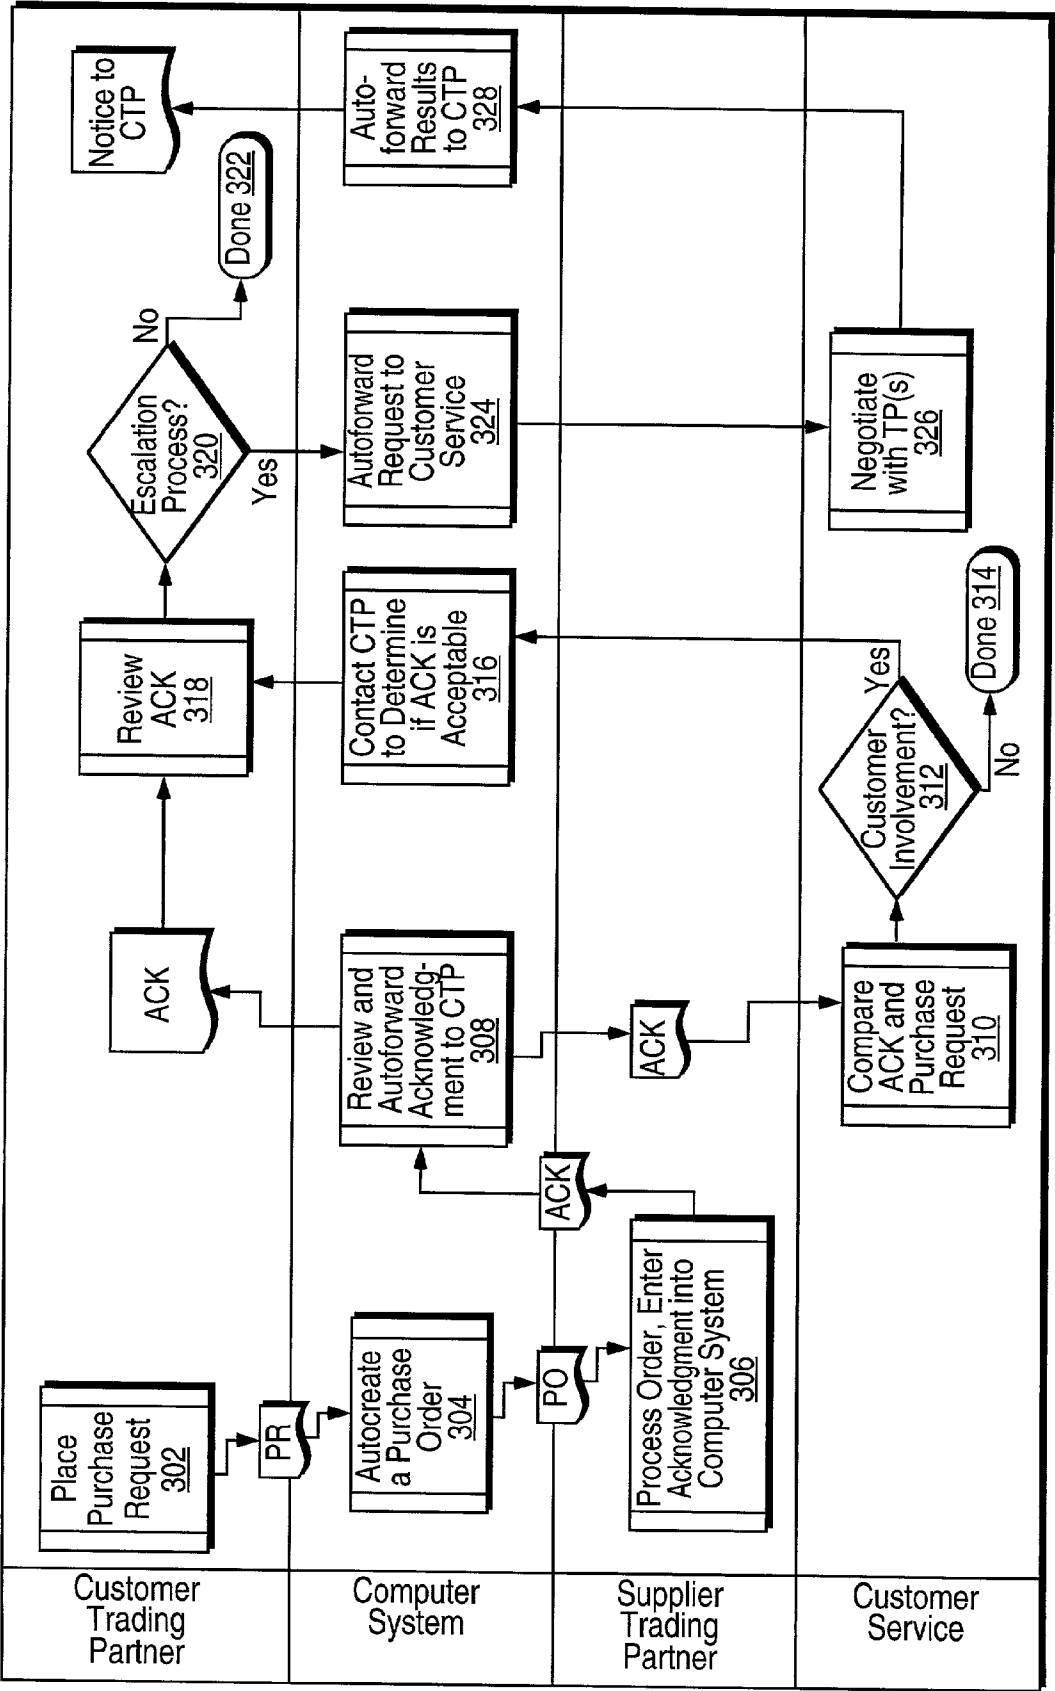 Customer
Trading
Partner
Place
Purchase
Request
302
PR
ACK
Review
ACK
318
Escalation
Process?
320
No
Yes
Done 322
Notice to
CTP
Computer
System
Autocreate
a Purchase
Order
304
PO
Review and
Autoforward
Acknowledg-
ment to CTP
308
Contact CTP
to Determine
if ACK is
Acceptable
316
Autoforward
Request to
Customer
Service
324
Auto-
forward
Results
to CTP
328
Supplier
Trading
Partner
Process Order, Enter
Acknowledgment into
Computer System
306
ACK
ACK
Customer
Service
Compare
ACK and
Purchase
Request
310
Customer
Involvement?
312
Yes
No
Done 314
Negotiate
with TP(s)
326